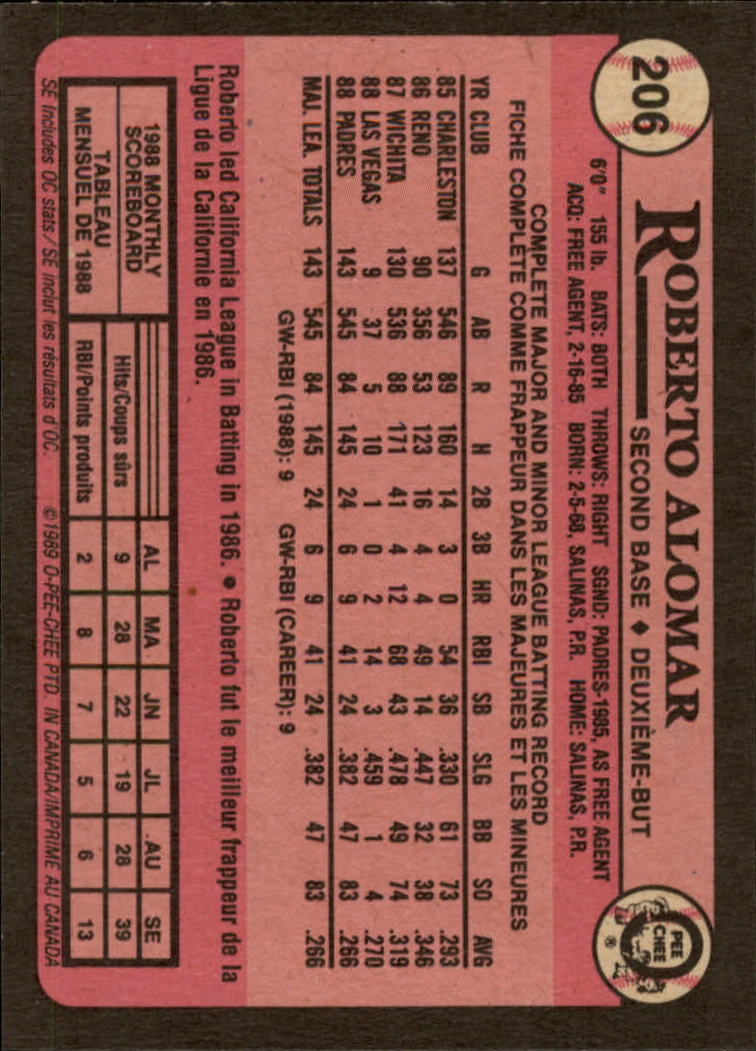 206
ROBERTO ALOMAR
SECOND BASE ♦ DEUXIÈME-BUT
O PEE CHEE ®
6'0" 155 lb. BATS: BOTH THROWS: RIGHT SGND: PADRES-1985, AS FREE AGENT
ACQ: FREE AGENT, 2-16-85 BORN: 2-5-68, SALINAS, P.R. HOME: SALINAS, P.R.
COMPLETE MAJOR AND MINOR LEAGUE BATTING RECORD
FICHE COMPLÈTE COMME FRAPPEUR DANS LES MAJEURES ET LES MINEURES
YR CLUB G AB R H 2B 3B HR RBI SB SLG BB SO AVG
85 CHARLESTON 137 546 89 160 14 3 0 54 36 .330 61 73 .293
86 RENO 90 356 53 123 16 4 4 49 14 .447 32 38 .346
87 WICHITA 130 536 88 171 41 4 12 68 43 .478 49 74 .319
88 LAS VEGAS 9 37 5 10 1 0 2 14 3 .459 1 4 .270
88 PADRES 143 545 84 145 24 6 9 41 24 .382 47 83 .266
MAJ. LEA. TOTALS 143 545 84 145 24 6 9 41 24 .382 47 83 .266
GW-RBI (1988): 9 GW-RBI (CAREER): 9
Roberto led California League in Batting in 1986. ● Roberto fut le meilleur frappeur de la
Ligue de la Californie en 1986.
1988 MONTHLY
SCOREBOARD
TABLEAU
MENSUEL DE 1988
AL MA JN JL AU SE
Hits/Coups sûrs 9 28 22 19 28 39
RBI/Points produits 2 8 7 5 6 13
SE Includes OC stats / SE inclut les résultats d'OC. ©1989 O-PEE-CHEE PTD. IN CANADA/IMPRIMÉ AU CANADA